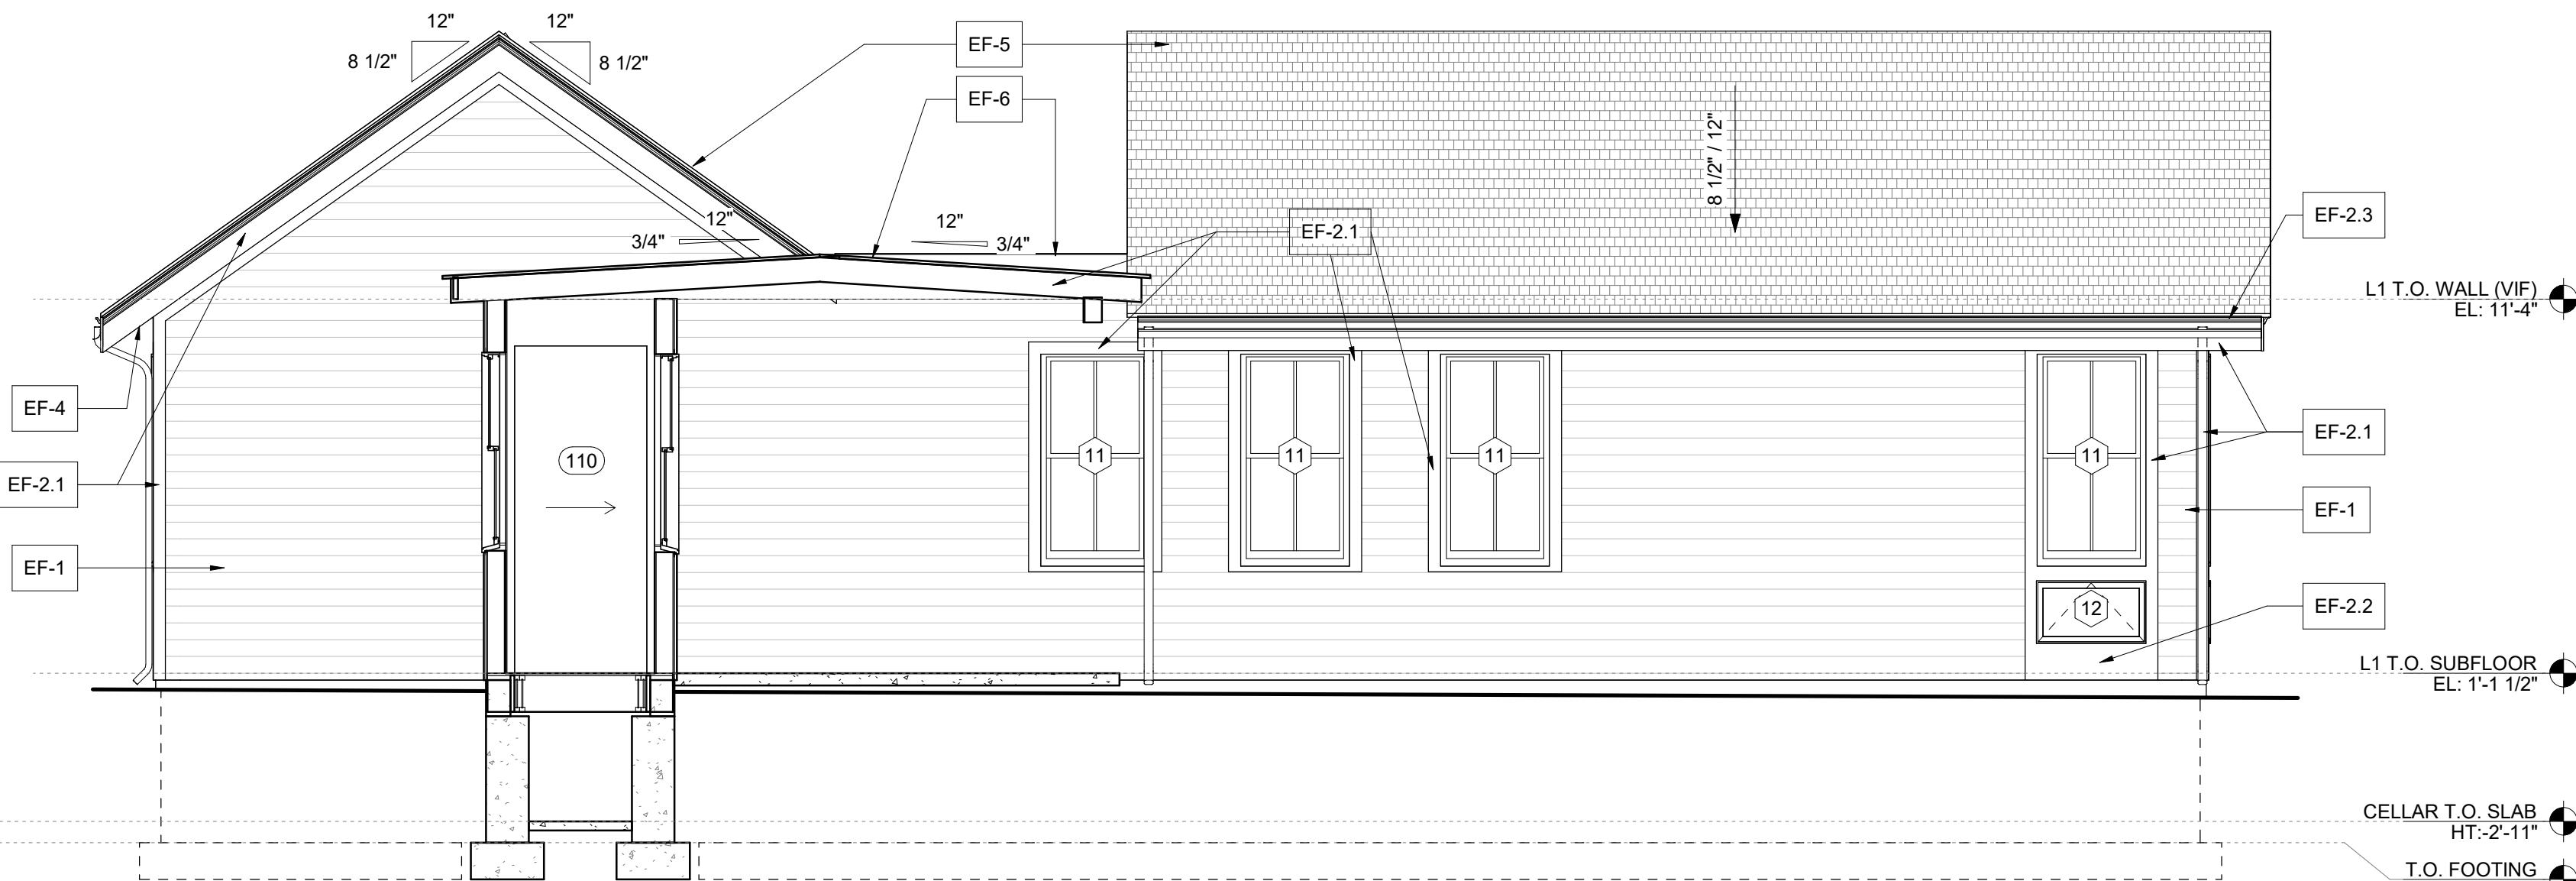 12"
12"
8 1/2"
8 1/2"
EF-5
EF-6
8 1/2" / 12"
12"
3/4"
12"
3/4"
EF-2.1
EF-2.3
L1 T.O. WALL (VIF)
EL: 11'-4"
EF-4
EF-2.1
EF-1
110
11
11
11
11
12
EF-2.1
EF-1
EF-2.2
L1 T.O. SUBFLOOR
EL: 1'-1 1/2"
CELLAR T.O. SLAB
HT:-2'-11"
T.O. FOOTING